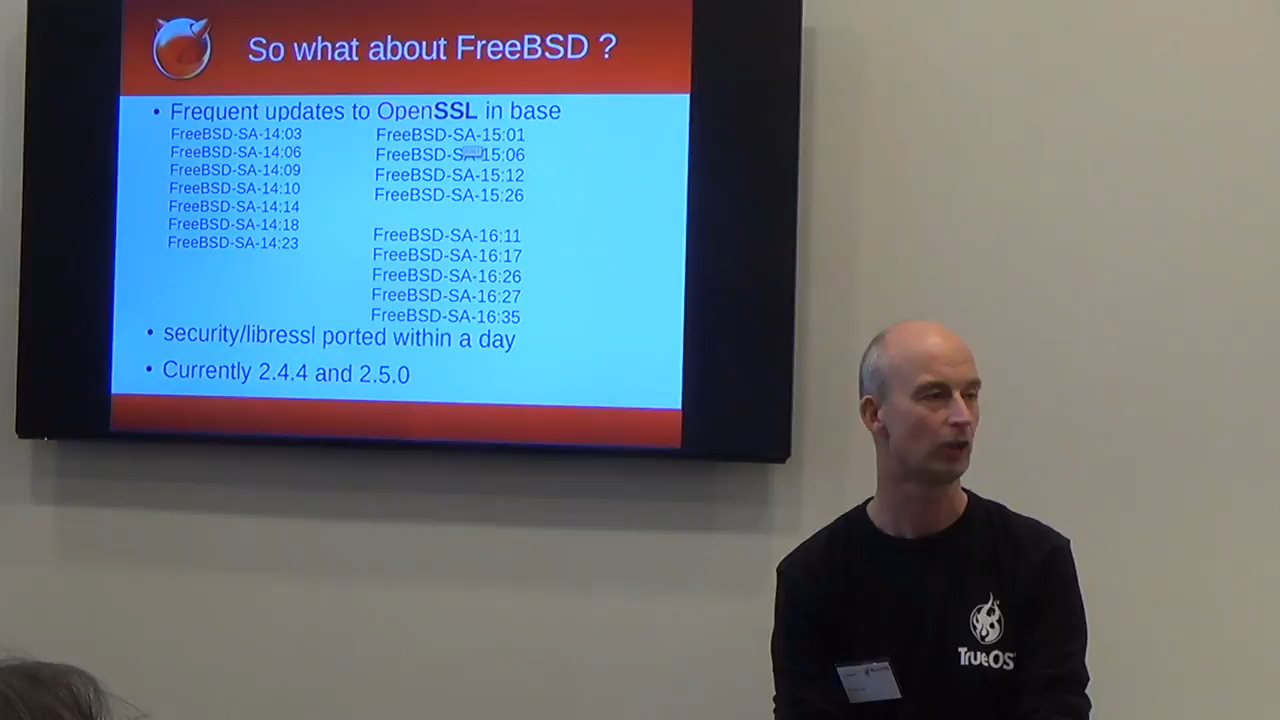 So what about FreeBSD ?
• Frequent updates to OpenSSL in base
FreeBSD-SA-14:03
FreeBSD-SA-14:06
FreeBSD-SA-14:09
FreeBSD-SA-14:10
FreeBSD-SA-14:14
FreeBSD-SA-14:18
FreeBSD-SA-14:23
FreeBSD-SA-15:01
FreeBSD-SA-15:06
FreeBSD-SA-15:12
FreeBSD-SA-15:26
FreeBSD-SA-16:11
FreeBSD-SA-16:17
FreeBSD-SA-16:26
FreeBSD-SA-16:27
FreeBSD-SA-16:35
• security/libressl ported within a day
• Currently 2.4.4 and 2.5.0
TrueOS